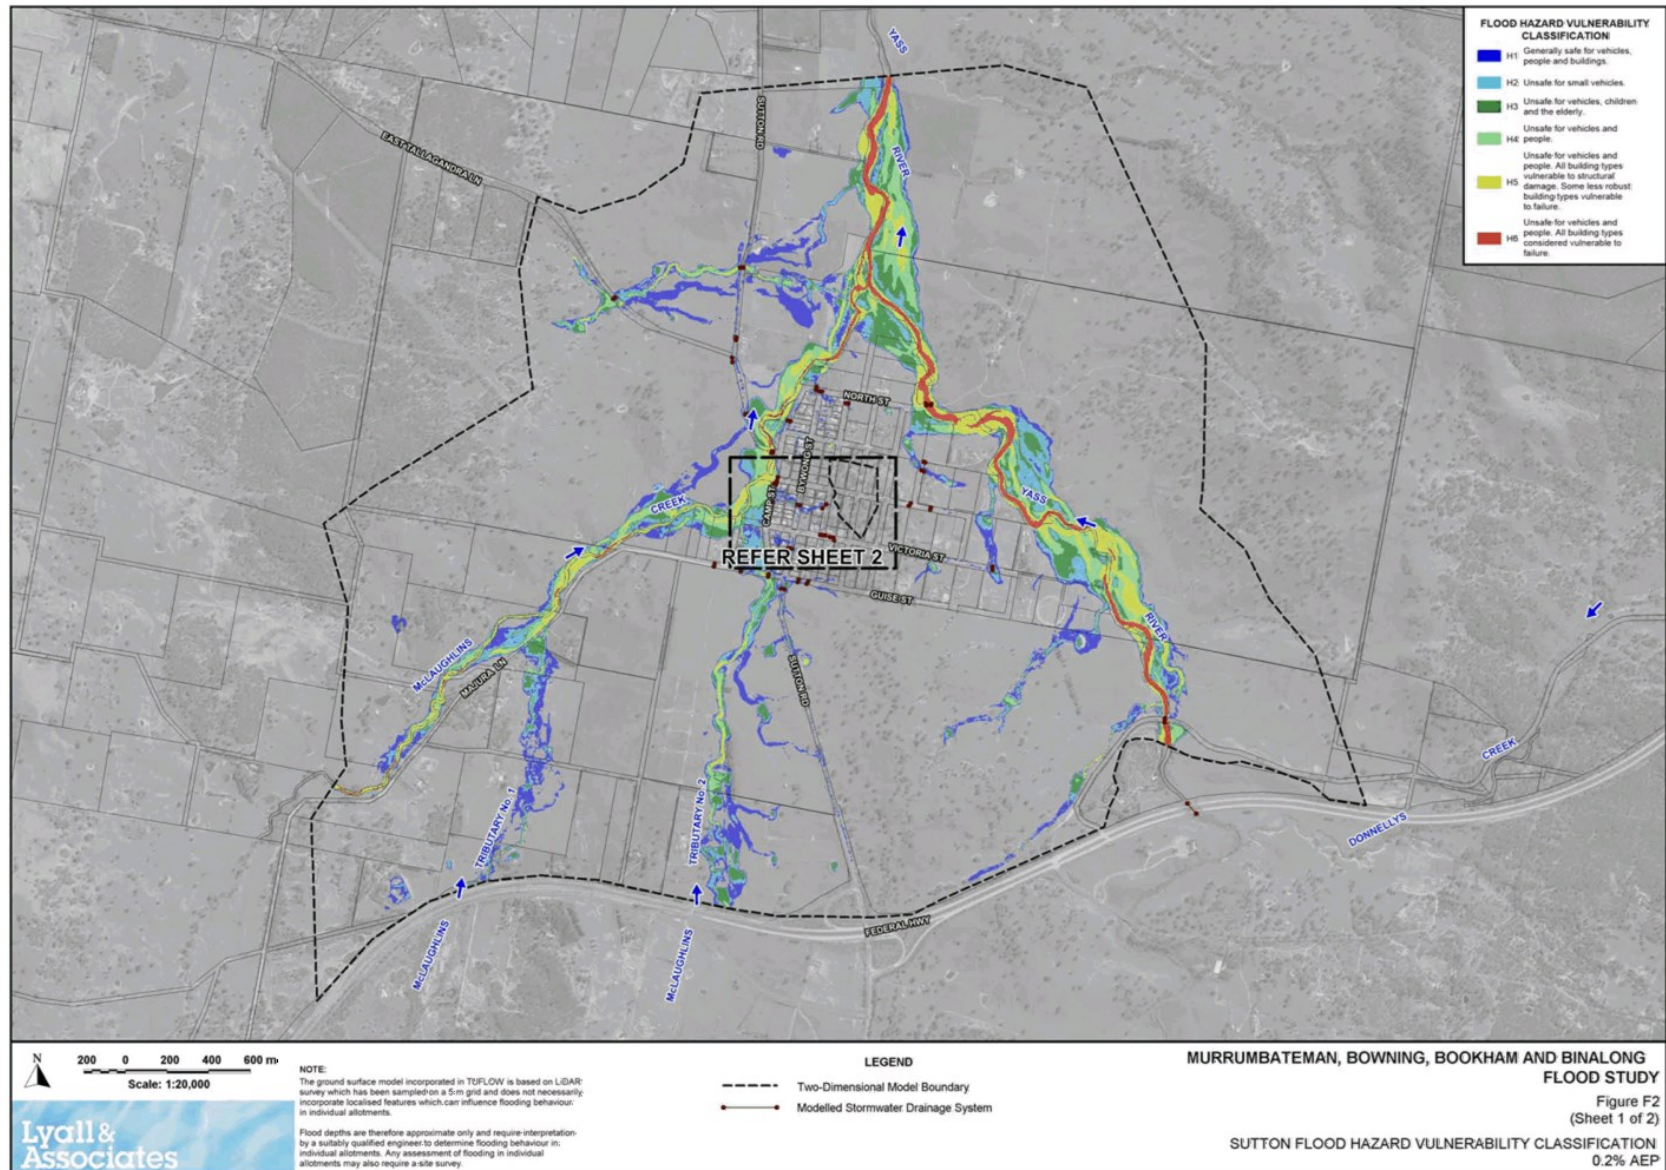 FLOOD HAZARD VULNERABILITY
CLASSIFICATION
H1 Generally safe for vehicles,
people and buildings.
H2 Unsafe for small vehicles.
H3 Unsafe for vehicles, children
and the elderly.
H4 Unsafe for vehicles and
people.
H5 Unsafe for vehicles and
people. All building types
vulnerable to structural
damage. Some less robust
building types vulnerable
to failure.
H6 Unsafe for vehicles and
people. All building types
considered vulnerable to
failure.
YASS
RIVER
SUTTON RD
EAST TALLAGANDRA LN
NORTH ST
BYWONG ST
CAMP ST
CREEK
REFER SHEET 2
VICTORIA ST
GUISE ST
YASS
RIVER
McLAUGHLINS
MAJURA LN
SUTTON RD
TRIBUTARY No. 1
TRIBUTARY No. 2
McLAUGHLINS
McLAUGHLINS
FEDERAL HWY
CREEK
DONNELLYS
N
200 0 200 400 600 m
Scale: 1:20,000
Lyall &
Associates
NOTE:
The ground surface model incorporated in TUFLOW is based on LiDAR
survey which has been sampled on a 5 m grid and does not necessarily
incorporate localised features which can influence flooding behaviour
in individual allotments.
Flood depths are therefore approximate only and require interpretation
by a suitably qualified engineer to determine flooding behaviour in
individual allotments. Any assessment of flooding in individual
allotments may also require a site survey.
LEGEND
Two-Dimensional Model Boundary
Modelled Stormwater Drainage System
MURRUMBATEMAN, BOWNING, BOOKHAM AND BINALONG
FLOOD STUDY
Figure F2
(Sheet 1 of 2)
SUTTON FLOOD HAZARD VULNERABILITY CLASSIFICATION
0.2% AEP